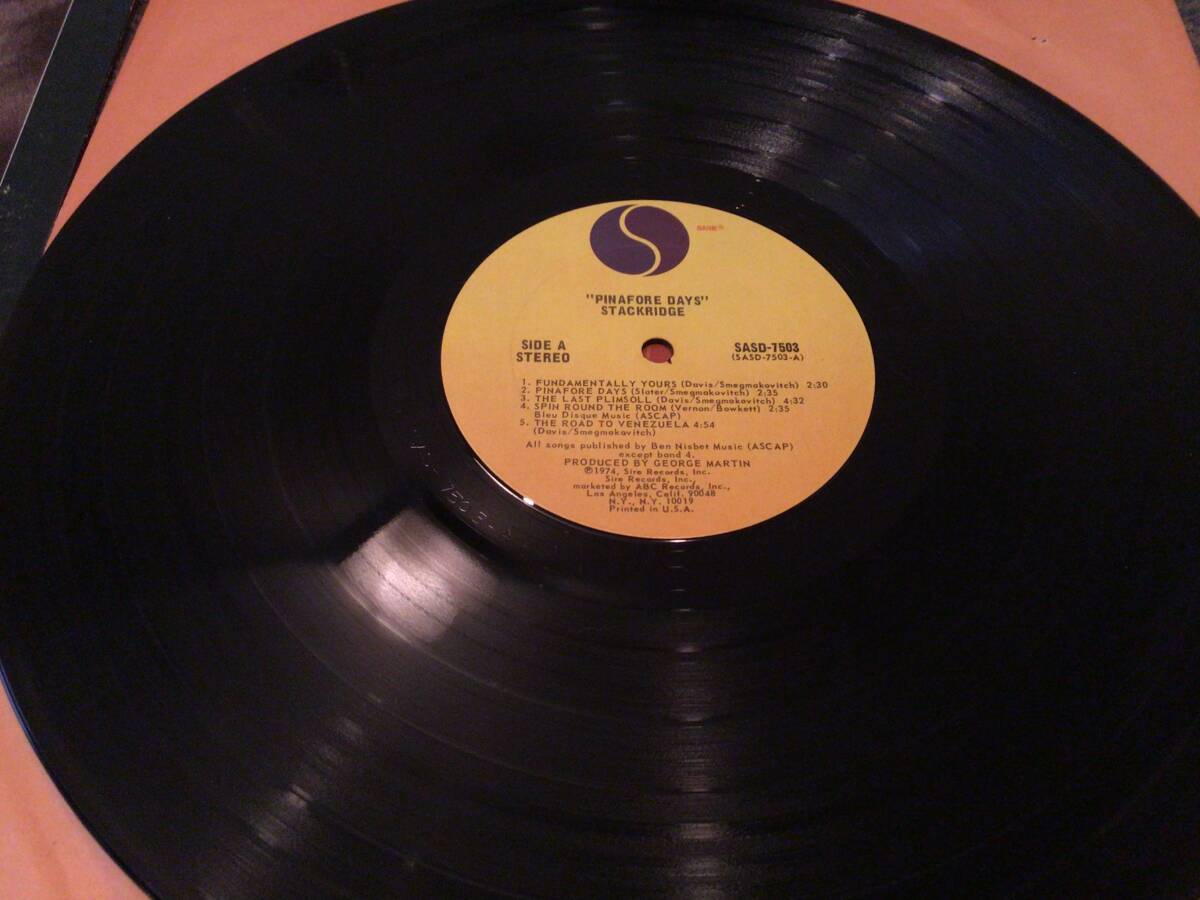 SIRE®
"PINAFORE DAYS"
STACKRIDGE
SIDE A
STEREO
SASD-7503
(SASD-7503-A)
1. FUNDAMENTALLY YOURS (Davis/Smegmakovitch) 2:30
2. PINAFORE DAYS (Slater/Smegmakovitch) 2:35
3. THE LAST PLIMSOLL (Davis/Smegmakovitch) 4:32
4. SPIN ROUND THE ROOM (Vernon/Bowkett) 2:35
Bleu Disque Music (ASCAP)
5. THE ROAD TO VENEZUELA 4:54
(Davis/Smegmakovitch)
All songs published by Ben Nisbet Music (ASCAP)
except band 4.
PRODUCED BY GEORGE MARTIN
℗1974, Sire Records, Inc.
Sire Records, Inc.,
marketed by ABC Records, Inc.,
Los Angeles, Calif. 90048
N.Y., N.Y. 10019
Printed in U.S.A.